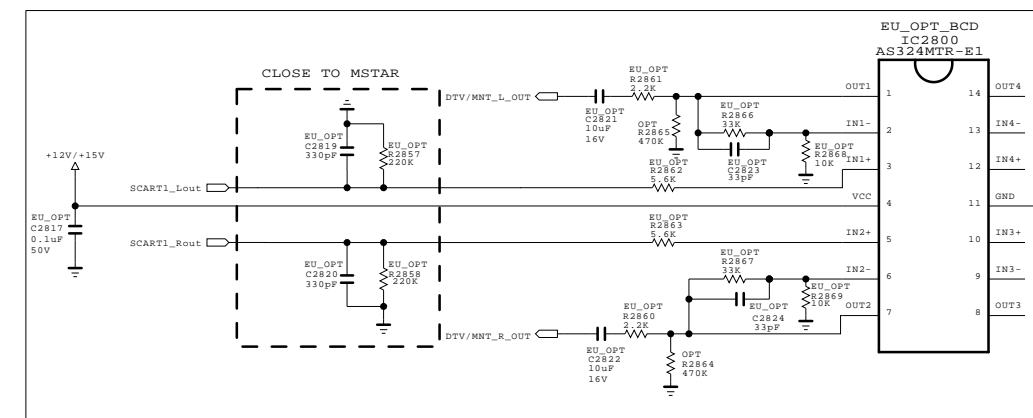 EU_OPT_BCD
IC2800
AS324MTR-E1
CLOSE TO MSTAR
DTV/MNT_L_OUT
EU_OPT
C2821
10uF
16V
EU_OPT
R2861
2.2K
OPT
R2865
470K
EU_OPT
R2866
33K
EU_OPT
C2823
33pF
EU_OPT
R2868
10K
EU_OPT
R2862
5.6K
OUT1
IN1-
IN1+
VCC
IN2+
IN2-
OUT2
1
2
3
4
5
6
7
14
13
12
11
10
9
8
OUT4
IN4-
IN4+
GND
IN3+
IN3-
OUT3
+12V/+15V
EU_OPT
C2817
0.1uF
50V
EU_OPT
C2819
330pF
EU_OPT
R2857
220K
SCART1_Lout
SCART1_Rout
EU_OPT
C2820
330pF
EU_OPT
R2858
220K
EU_OPT
R2863
5.6K
EU_OPT
R2867
33K
EU_OPT
C2824
33pF
EU_OPT
R2869
10K
EU_OPT
R2860
2.2K
DTV/MNT_R_OUT
EU_OPT
C2822
10uF
16V
OPT
R2864
470K